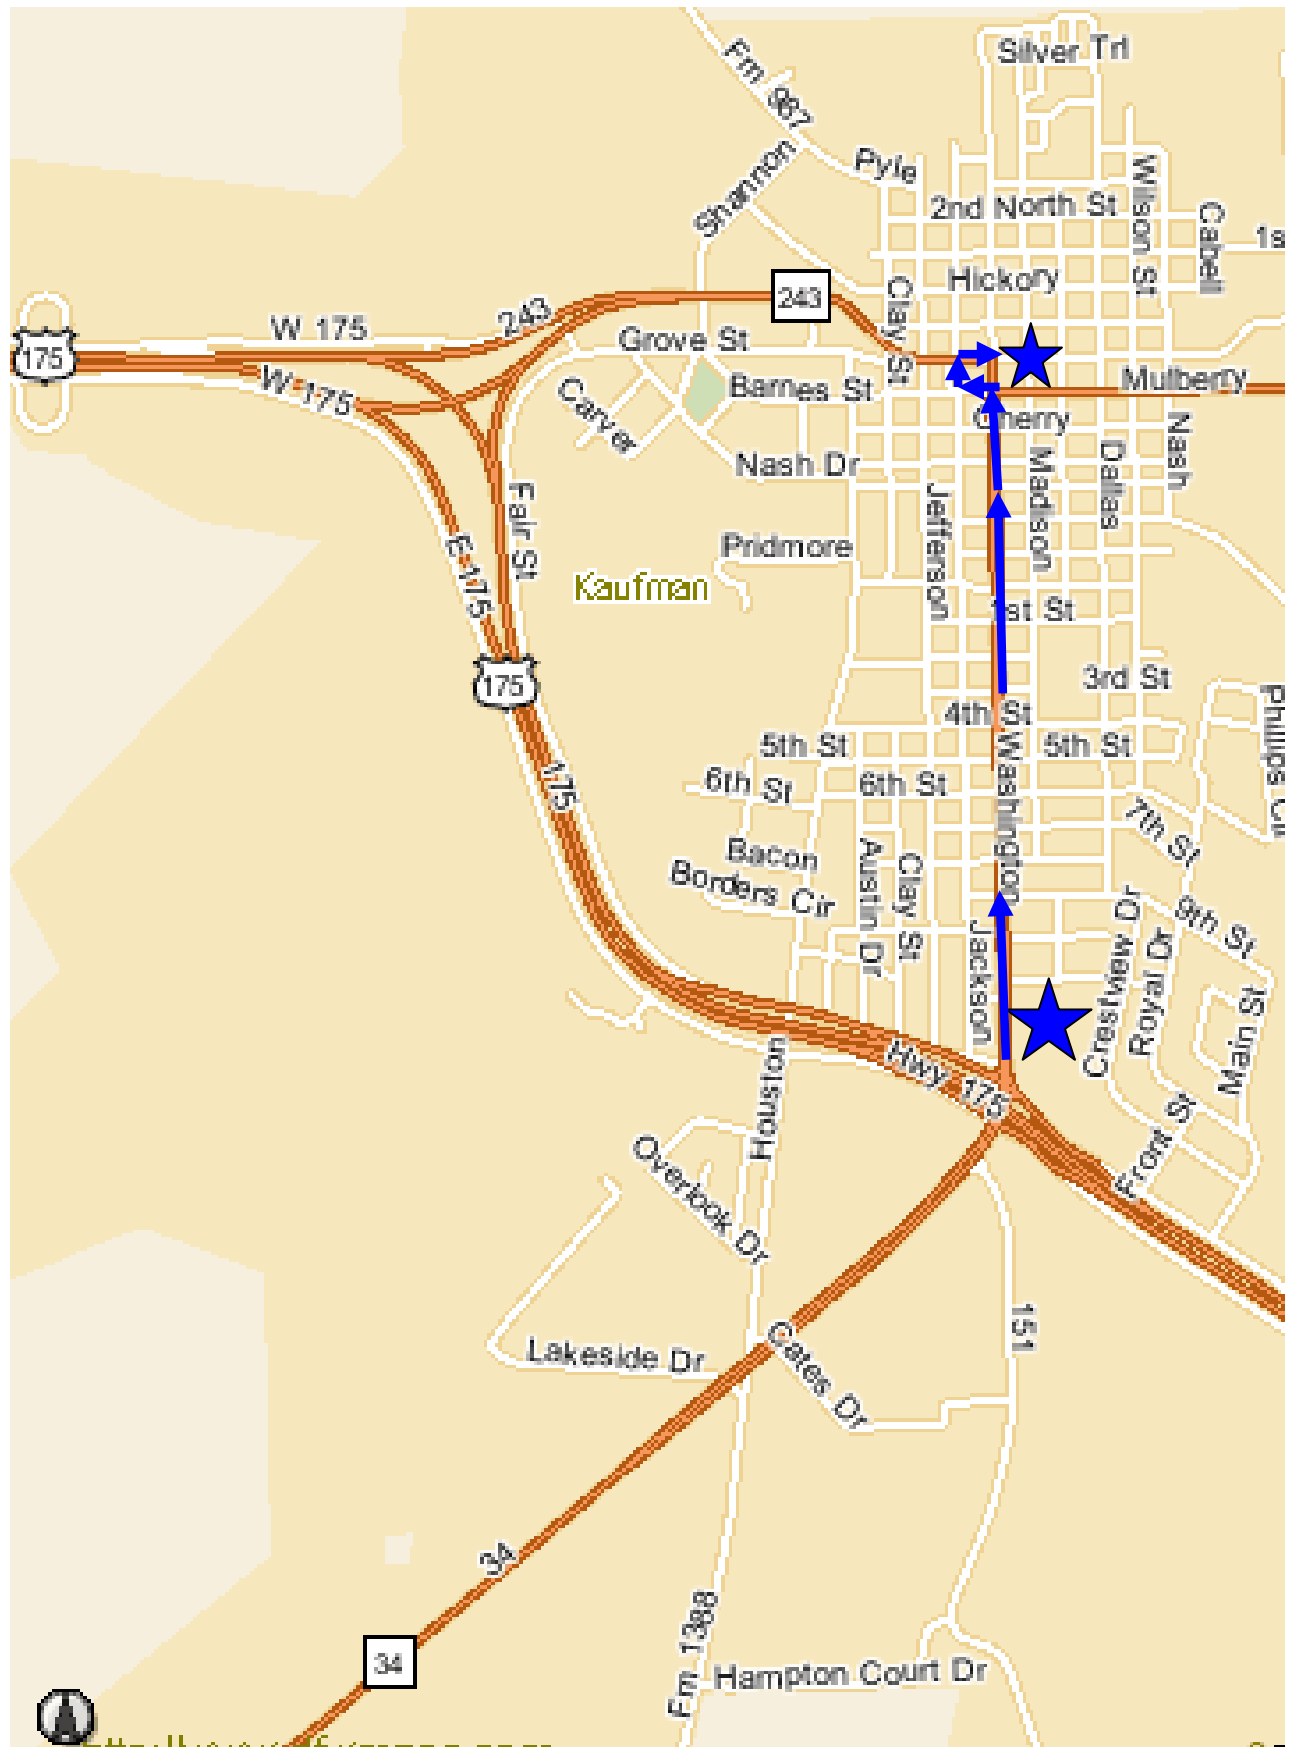 Silver Trl
Fm 987
Shannon
Pyle
Wilson St
2nd North St
Cabell
1s
Hickory
Clay St
243
243
W 175
175
Grove St
W 175
Barnes St
Mulberry
Carver
Cherry
Nash Dr
Nash
Dallas
Madison
Jefferson
Fair St
E 175
Pridmore
Kaufman
1st St
175
3rd St
Phillips Cir
4th St
5th St
5th St
Washington
175
6th St
6th St
7th St
Bacon
Borders Cir
Austin Dr
Clay St
Jackson
Crestview Dr
Royal Dr
9th St
Main St
Hwy 175
Houston
Front St
Overlook Dr
151
Lakeside Dr
Gates Dr
34
34
Fm 1388
Hampton Court Dr